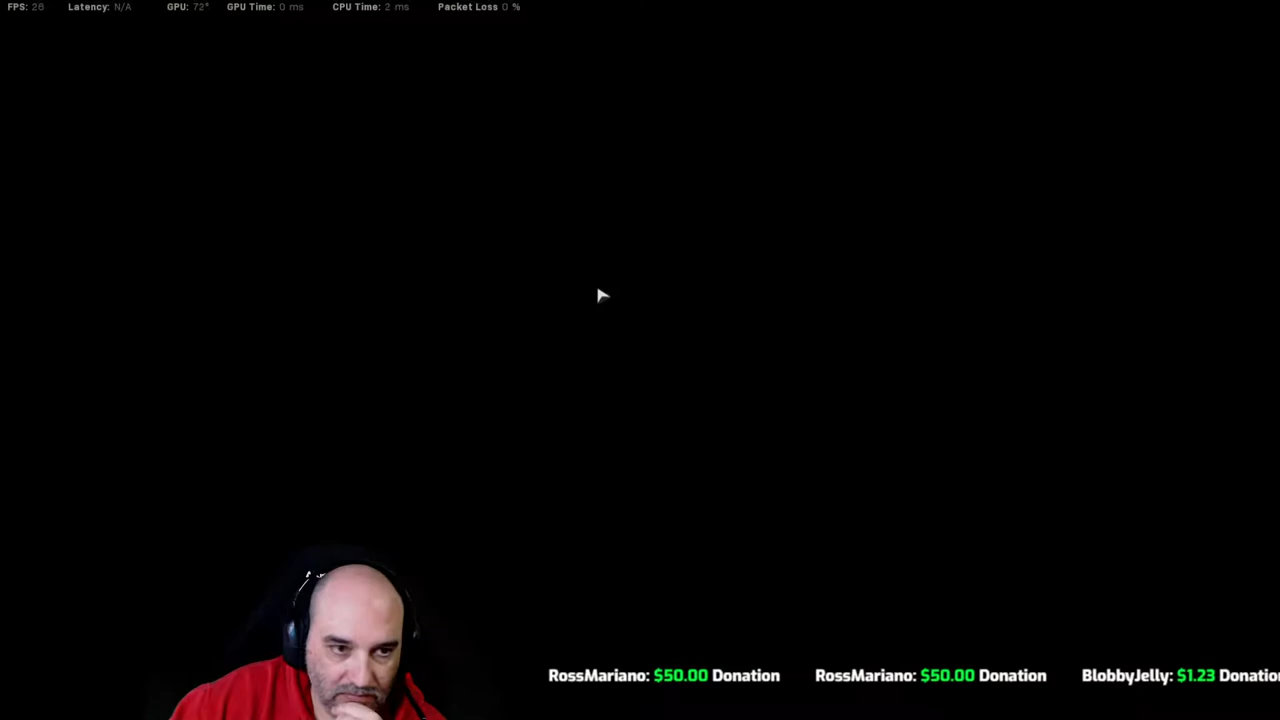 FPS: 26 Latency: N/A GPU: 72° GPU Time: 0 ms CPU Time: 2 ms Packet Loss 0 %
RossMariano: $50.00 Donation RossMariano: $50.00 Donation BlobbyJelly: $1.23 Donatio